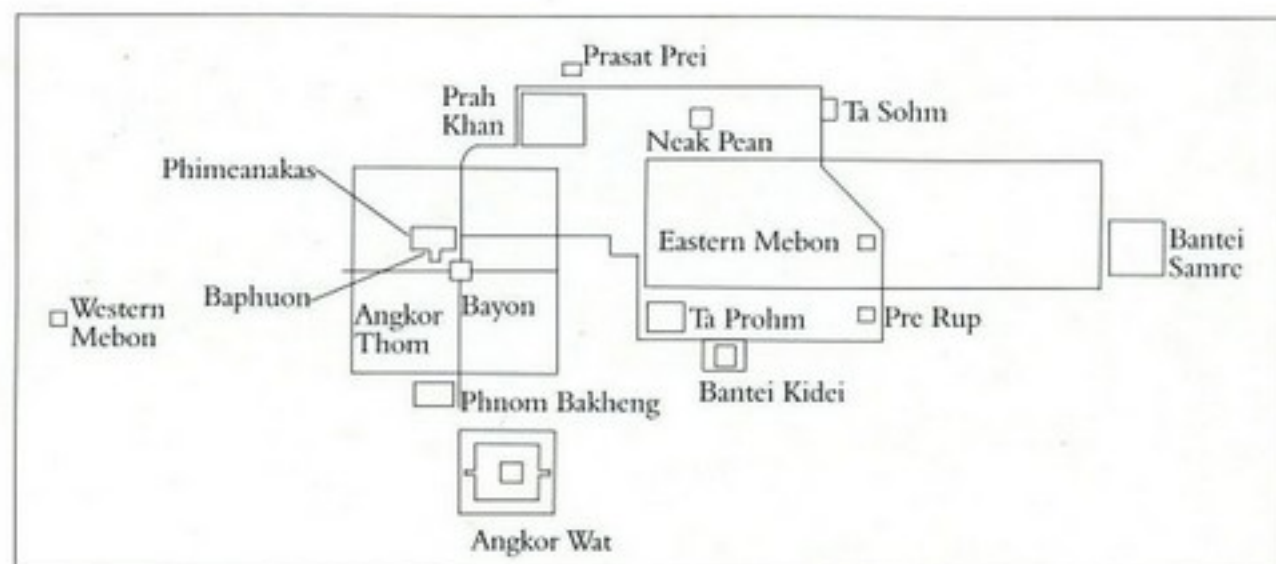 Prasat Prei
Prah
Khan
Ta Sohm
Neak Pean
Phimeanakas
Eastern Mebon
Bantei
Samre
Baphuon
Western
Mebon
Angkor
Thom
Bayon
Ta Prohm
Pre Rup
Phnom Bakheng
Bantei Kidei
Angkor Wat